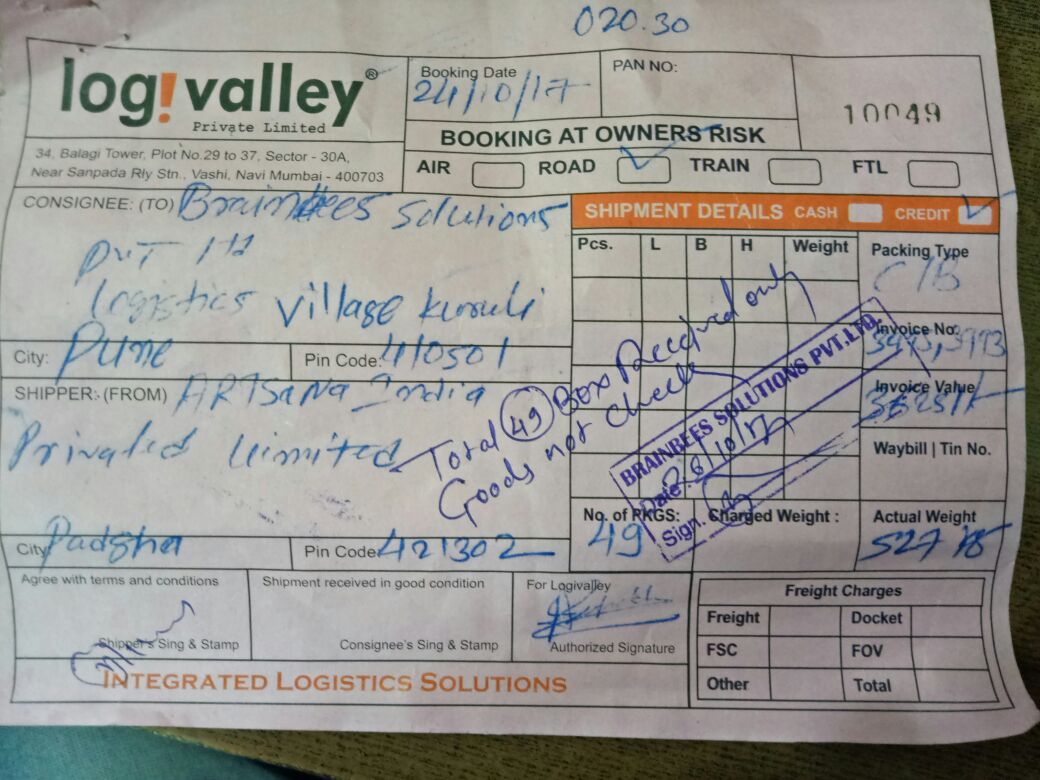 020.30
log!valley®
Private Limited
34, Balagi Tower, Plot No.29 to 37, Sector - 30A,
Near Sanpada Rly Stn., Vashi, Navi Mumbai - 400703
Booking Date
24/10/17
PAN NO:
10049
BOOKING AT OWNERS RISK
AIR ROAD TRAIN FTL
CONSIGNEE: (TO) Brainbees Solutions
PVT ltd
Logistics Village Kuruli
City: Pune Pin Code: 410501
SHIPPER: (FROM) ARTSANA India
Privated Limited
City Padgha Pin Code 421302
SHIPMENT DETAILS CASH CREDIT
Pcs. L B H Weight
Packing Type
C/B
Invoice No.
Invoice Value
Waybill | Tin No.
No. of PKGS: 49
Charged Weight :
Actual Weight
527
Total 49 Box Received only
Goods not Check
BRAINBEES SOLUTIONS PVT.LTD.
Date: 28/10/17
Sign.
Agree with terms and conditions
Shipper's Sing & Stamp
Shipment received in good condition
Consignee's Sing & Stamp
For Logivalley
Authorized Signature
Freight Charges
Freight Docket
FSC FOV
Other Total
INTEGRATED LOGISTICS SOLUTIONS